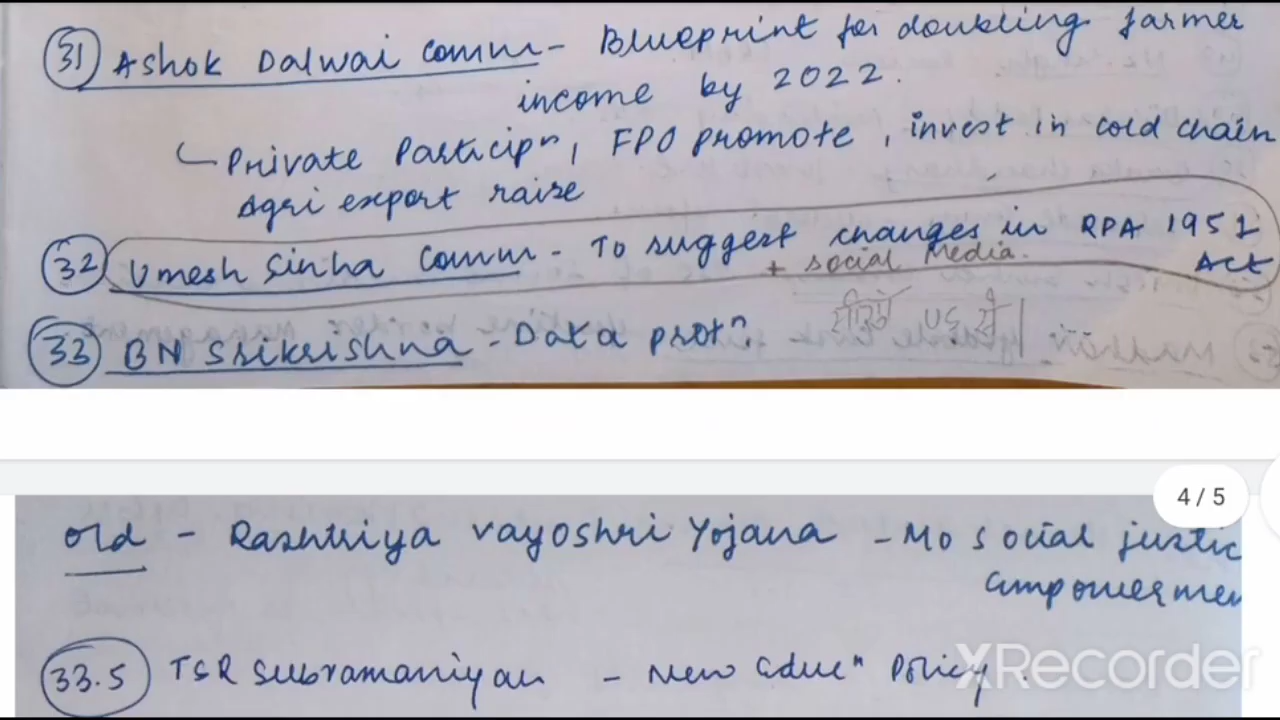 31 Ashok Dalwai Comm - Blueprint for doubling farmer
income by 2022.
Private Particip^n, FPO promote, invest in cold chain
Agri export raise
32 Umesh Sinha Comm - To suggest changes in RPA 1951
+ social Media. Act
33 BN Srikrishna - Data prot^n.
4 / 5
old - Rashtriya Vayoshri Yojana - Mo Social justic
empowermen
33.5 TSR Subramaniyan - New Educ^n Policy.
XRecorder